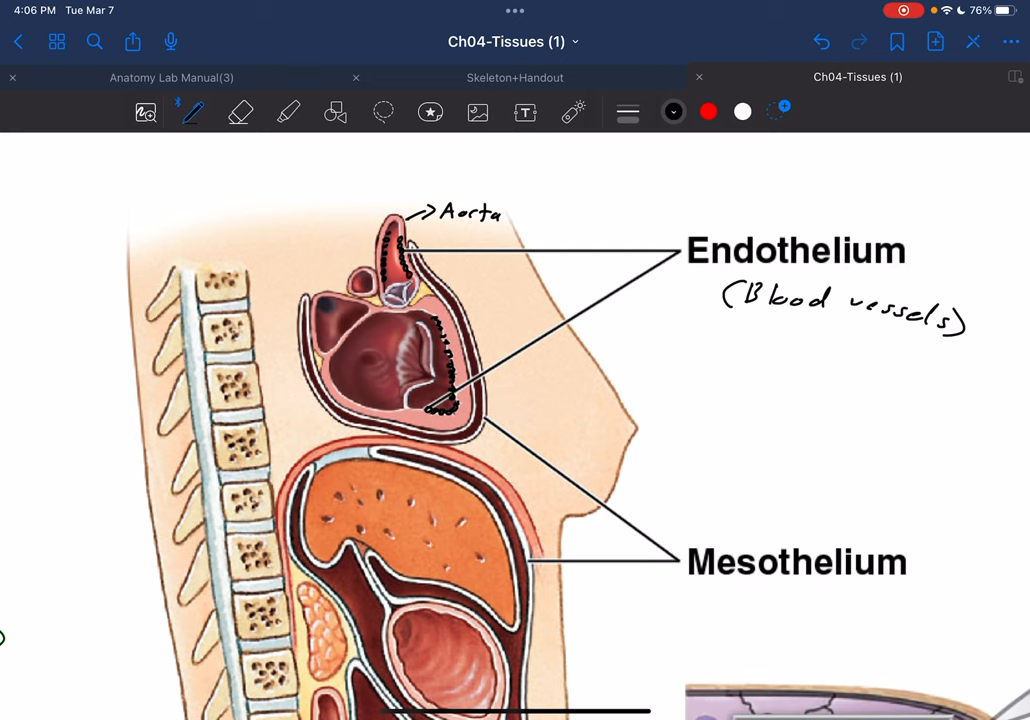 4:06 PM Tue Mar 7
76%
Ch04-Tissues (1)
Anatomy Lab Manual(3)
Skeleton+Handout
Ch04-Tissues (1)
T
Aorta
Endothelium
(Blood vessels)
Mesothelium